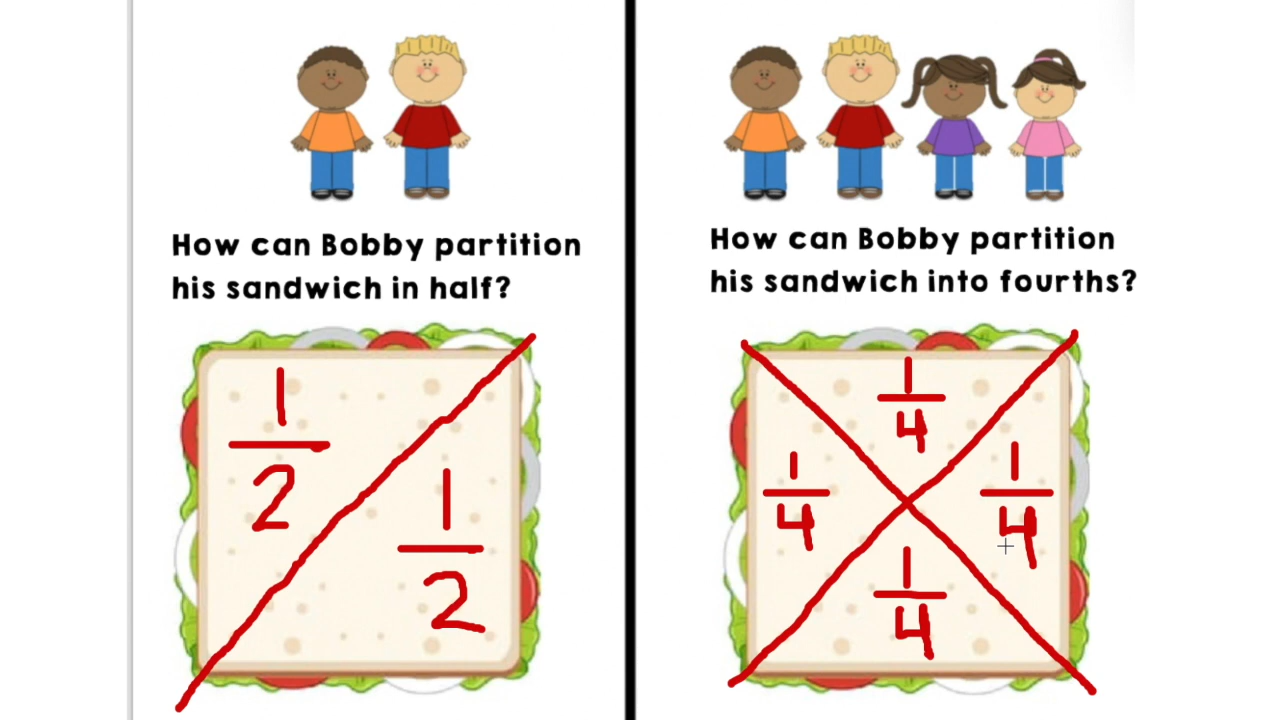 How can Bobby partition
his sandwich in half?
1/2
1/2
How can Bobby partition
his sandwich into fourths?
1/4
1/4
1/4
1/4